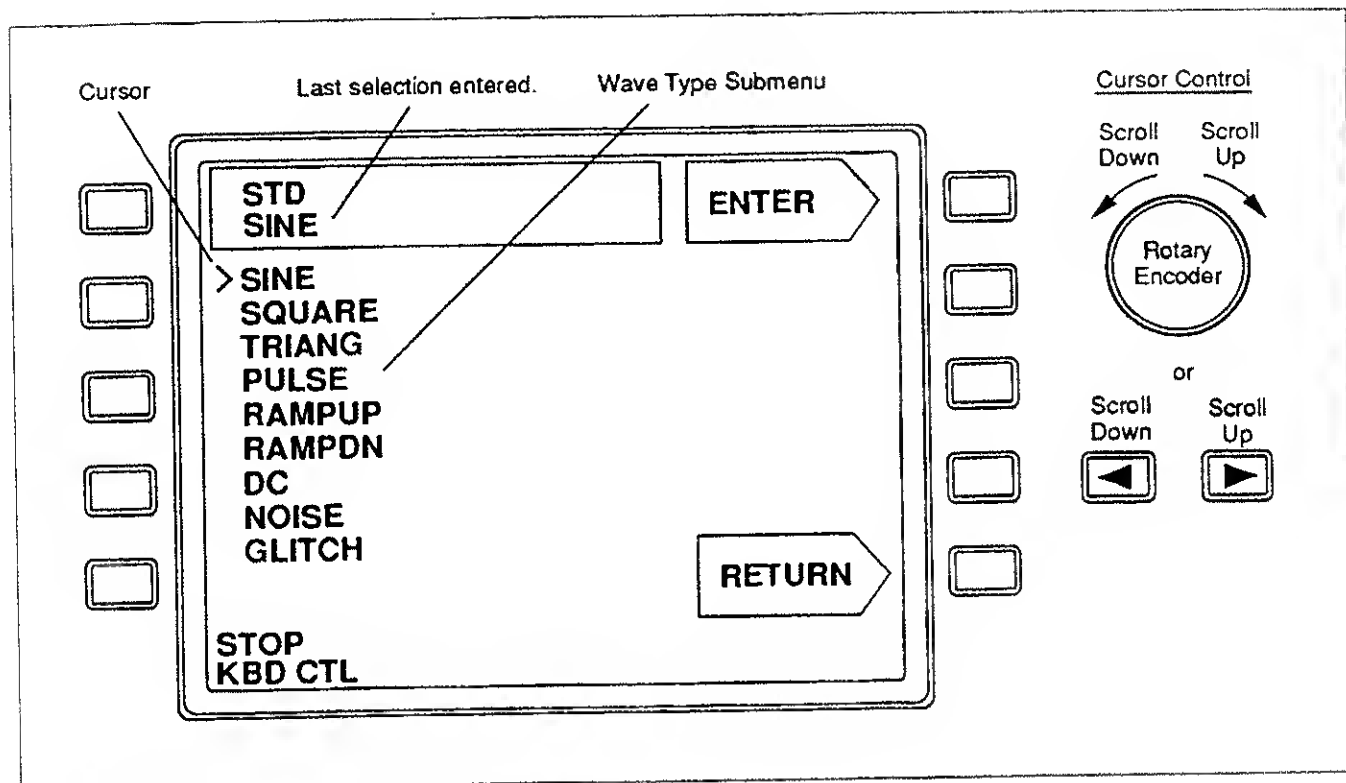 Cursor
Last selection entered.
Wave Type Submenu
Cursor Control
Scroll Down
Scroll Up
STD
SINE
ENTER
Rotary
Encoder
>SINE
SQUARE
TRIANG
PULSE
RAMPUP
RAMPDN
DC
NOISE
GLITCH
or
Scroll Down
Scroll Up
RETURN
STOP
KBD CTL